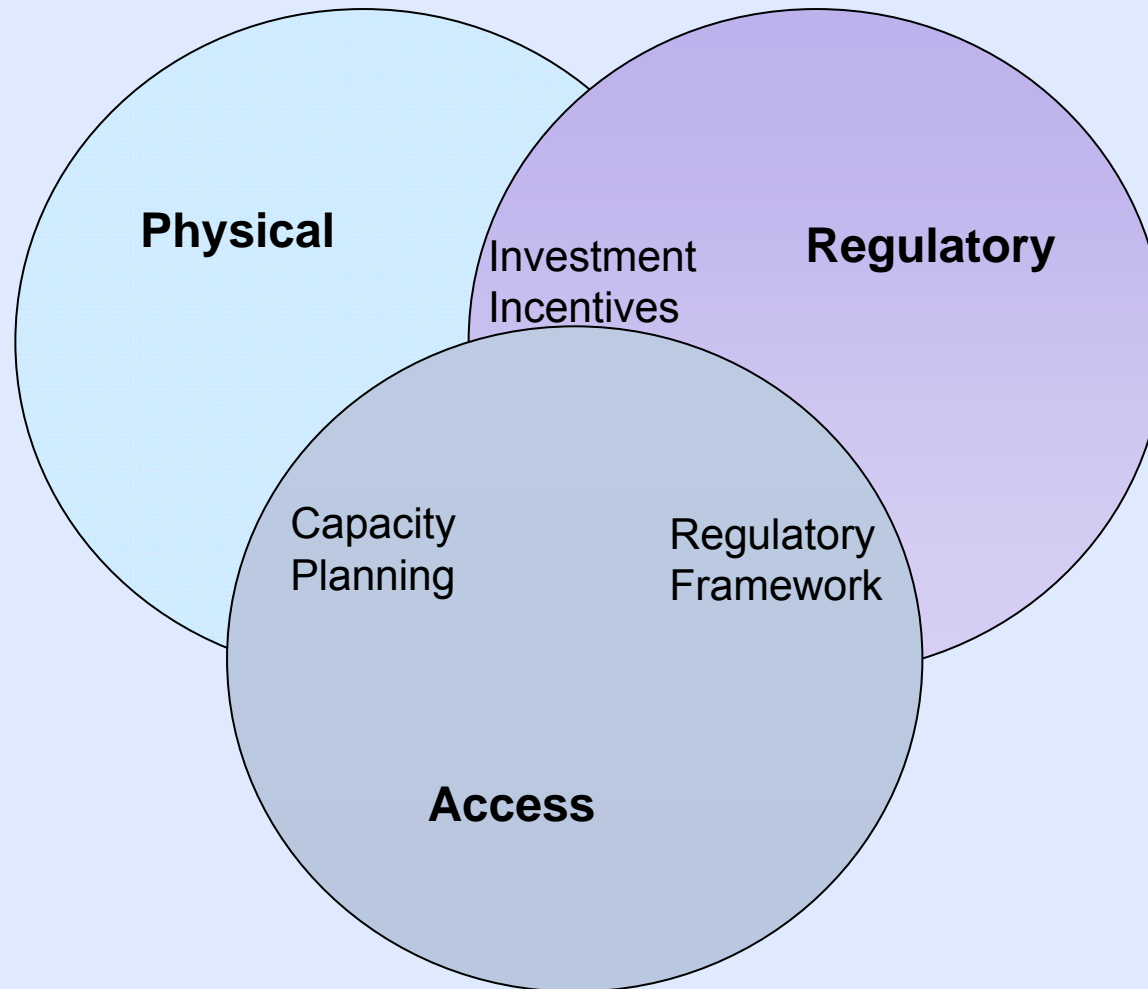 Physical
Regulatory
Investment
Incentives
Capacity
Planning
Regulatory
Framework
Access